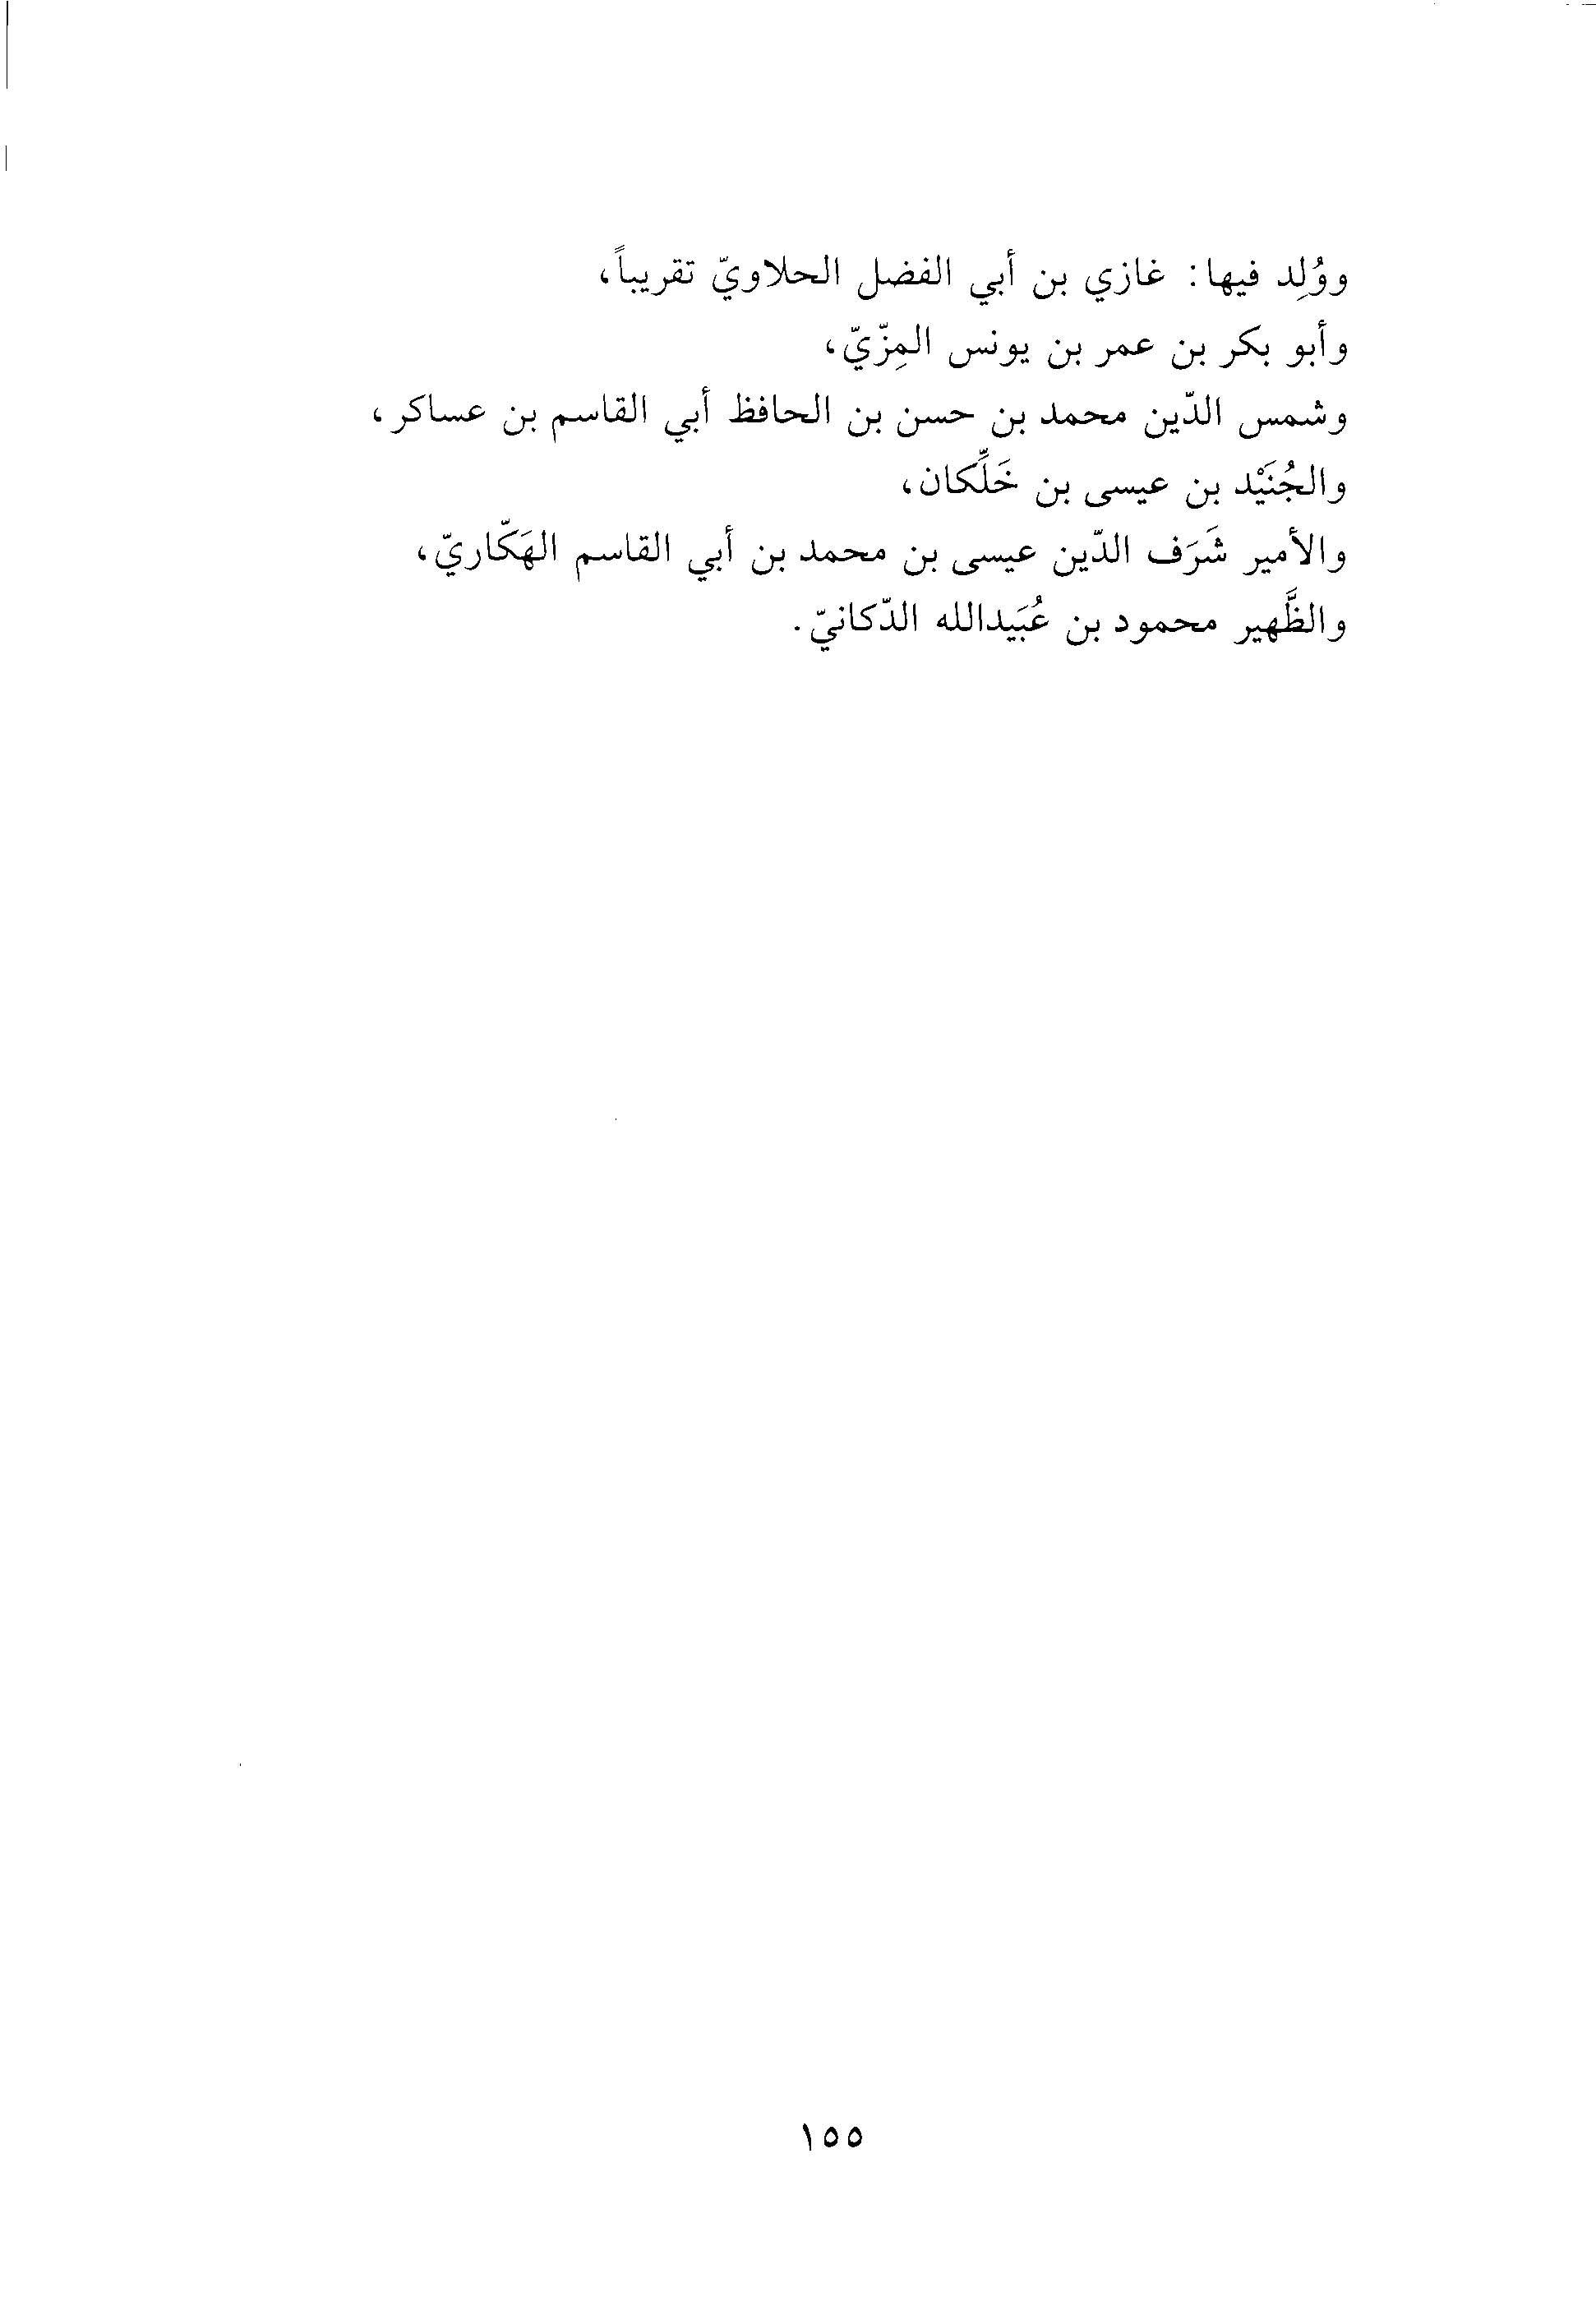 ووُلِد فيها: غازي بن أبي الفضل الحلاويّ تقريباً،
وأبو بكر بن عمر بن يونس المِزّيّ،
وشمس الدّين محمد بن حسن بن الحافظ أبي القاسم بن عساكر،
والجُنَيْد بن عيسى بن خَلِّكان،
والأمير شَرَف الدّين عيسى بن محمد بن أبي القاسم الهَكّاريّ،
والظَّهير محمود بن عُبَيدالله الدّكانيّ.
١٥٥